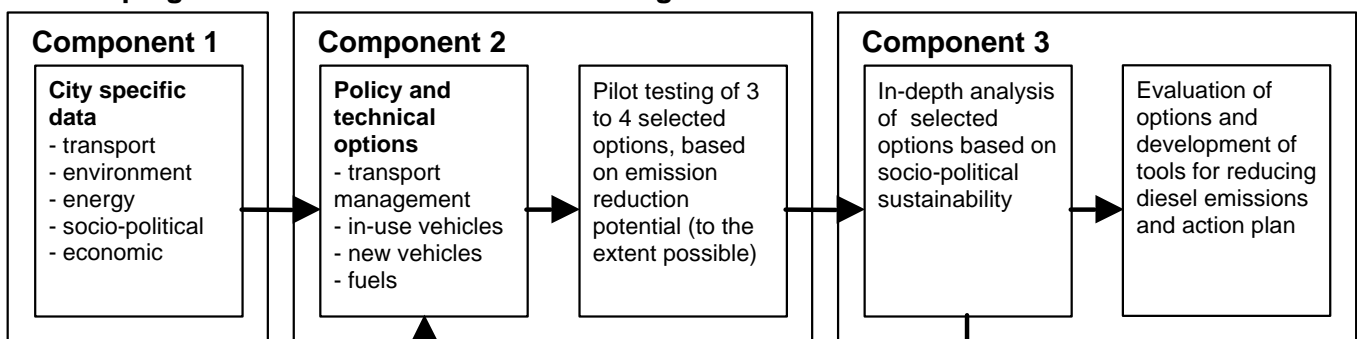 Component 1
City specific
data
- transport
- environment
- energy
- socio-political
- economic
Component 2
Policy and
technical
options
- transport
management
- in-use vehicles
- new vehicles
- fuels
Pilot testing of 3
to 4 selected
options, based
on emission
reduction
potential (to the
extent possible)
Component 3
In-depth analysis
of selected
options based on
socio-political
sustainability
Evaluation of
options and
development of
tools for reducing
diesel emissions
and action plan